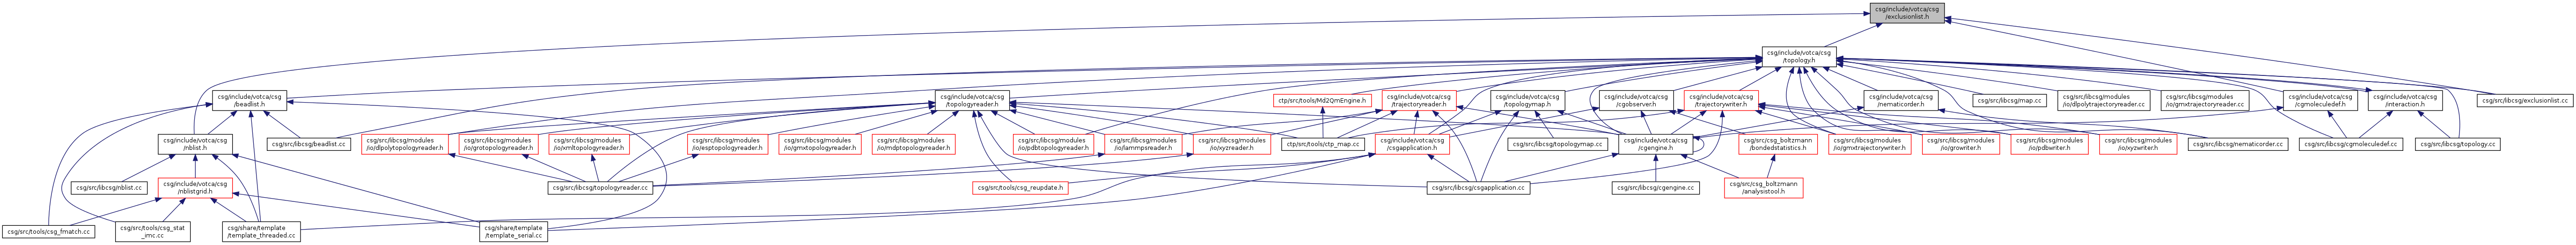 csg/include/votca/csg
/exclusionlist.h
csg/include/votca/csg
/topology.h
csg/include/votca/csg
/beadlist.h
csg/include/votca/csg
/topologyreader.h
ctp/src/tools/Md2QmEngine.h
csg/include/votca/csg
/trajectoryreader.h
csg/include/votca/csg
/topologymap.h
csg/include/votca/csg
/cgobserver.h
csg/include/votca/csg
/trajectorywriter.h
csg/include/votca/csg
/nematicorder.h
csg/src/libcsg/map.cc
csg/src/libcsg/modules
/io/dlpolytrajectoryreader.cc
csg/src/libcsg/modules
/io/gmxtrajectoryreader.cc
csg/include/votca/csg
/cgmoleculedef.h
csg/include/votca/csg
/interaction.h
csg/src/libcsg/exclusionlist.cc
csg/include/votca/csg
/nblist.h
csg/src/libcsg/beadlist.cc
csg/src/libcsg/modules
/io/dlpolytopologyreader.h
csg/src/libcsg/modules
/io/grotopologyreader.h
csg/src/libcsg/modules
/io/xmltopologyreader.h
csg/src/libcsg/modules
/io/esptopologyreader.h
csg/src/libcsg/modules
/io/gmxtopologyreader.h
csg/src/libcsg/modules
/io/mdptopologyreader.h
csg/src/libcsg/modules
/io/pdbtopologyreader.h
csg/src/libcsg/modules
/io/lammpsreader.h
csg/src/libcsg/modules
/io/xyzreader.h
ctp/src/tools/ctp_map.cc
csg/include/votca/csg
/csgapplication.h
csg/src/libcsg/topologymap.cc
csg/include/votca/csg
/cgengine.h
csg/src/csg_boltzmann
/bondedstatistics.h
csg/src/libcsg/modules
/io/gmxtrajectorywriter.h
csg/src/libcsg/modules
/io/growriter.h
csg/src/libcsg/modules
/io/pdbwriter.h
csg/src/libcsg/modules
/io/xyzwriter.h
csg/src/libcsg/nematicorder.cc
csg/src/libcsg/cgmoleculedef.cc
csg/src/libcsg/topology.cc
csg/src/libcsg/nblist.cc
csg/include/votca/csg
/nblistgrid.h
csg/src/libcsg/topologyreader.cc
csg/src/tools/csg_reupdate.h
csg/src/libcsg/csgapplication.cc
csg/src/libcsg/cgengine.cc
csg/src/csg_boltzmann
/analysistool.h
csg/src/tools/csg_fmatch.cc
csg/src/tools/csg_stat
_imc.cc
csg/share/template
/template_threaded.cc
csg/share/template
/template_serial.cc